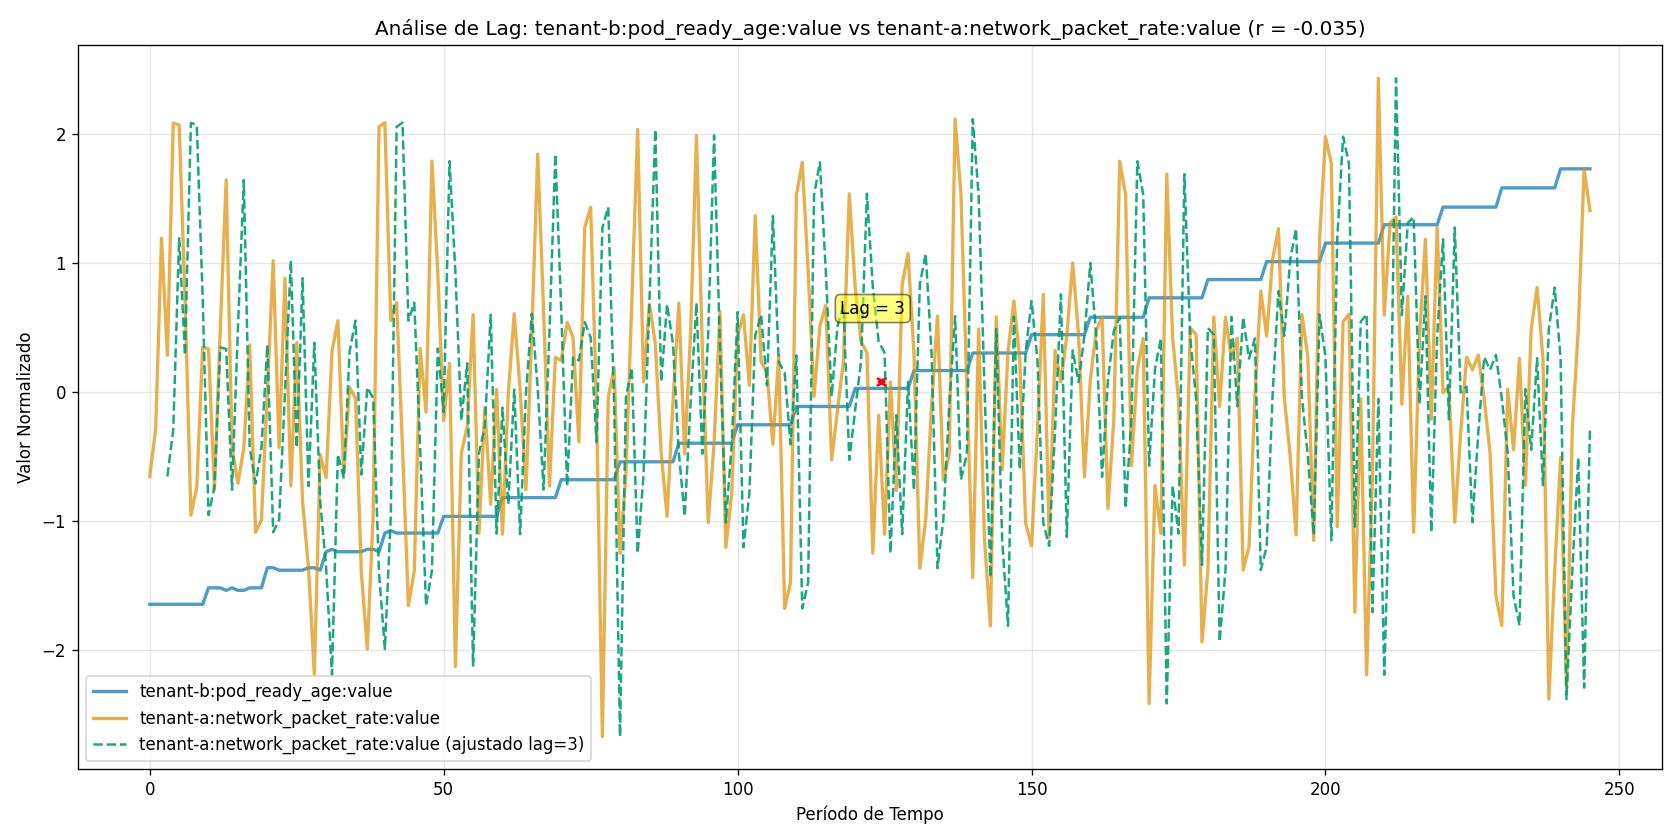 Análise de Lag: tenant-b:pod_ready_age:value vs tenant-a:network_packet_rate:value (r = -0.035)
Valor Normalizado
2
1
0
−1
−2
Lag = 3
tenant-b:pod_ready_age:value
tenant-a:network_packet_rate:value
tenant-a:network_packet_rate:value (ajustado lag=3)
0 50 100 150 200 250
Período de Tempo